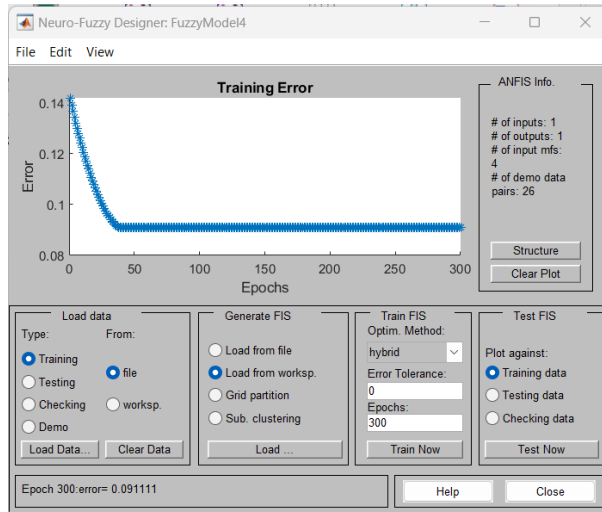 Neuro-Fuzzy Designer: FuzzyModel4
File Edit View
Training Error
0.14
0.12
0.1
0.08
Error
0 50 100 150 200 250 300
Epochs
ANFIS Info.
# of inputs: 1
# of outputs: 1
# of input mfs:
4
# of demo data
pairs: 26
Structure
Clear Plot
Load data
Type: From:
Training
Testing
Checking
Demo
file
worksp.
Load Data... Clear Data
Generate FIS
Load from file
Load from worksp.
Grid partition
Sub. clustering
Load ...
Train FIS
Optim. Method:
hybrid
Error Tolerance:
0
Epochs:
300
Train Now
Test FIS
Plot against:
Training data
Testing data
Checking data
Test Now
Epoch 300:error= 0.091111
Help Close